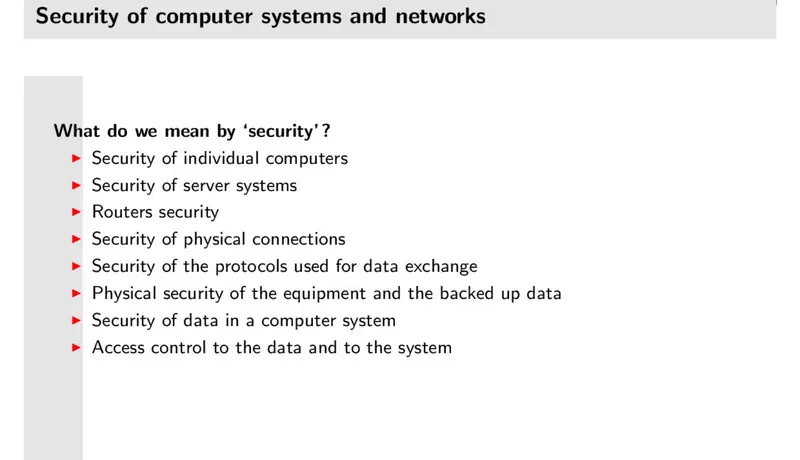 Security of computer systems and networks
What do we mean by ‘security’?
▶ Security of individual computers
▶ Security of server systems
▶ Routers security
▶ Security of physical connections
▶ Security of the protocols used for data exchange
▶ Physical security of the equipment and the backed up data
▶ Security of data in a computer system
▶ Access control to the data and to the system